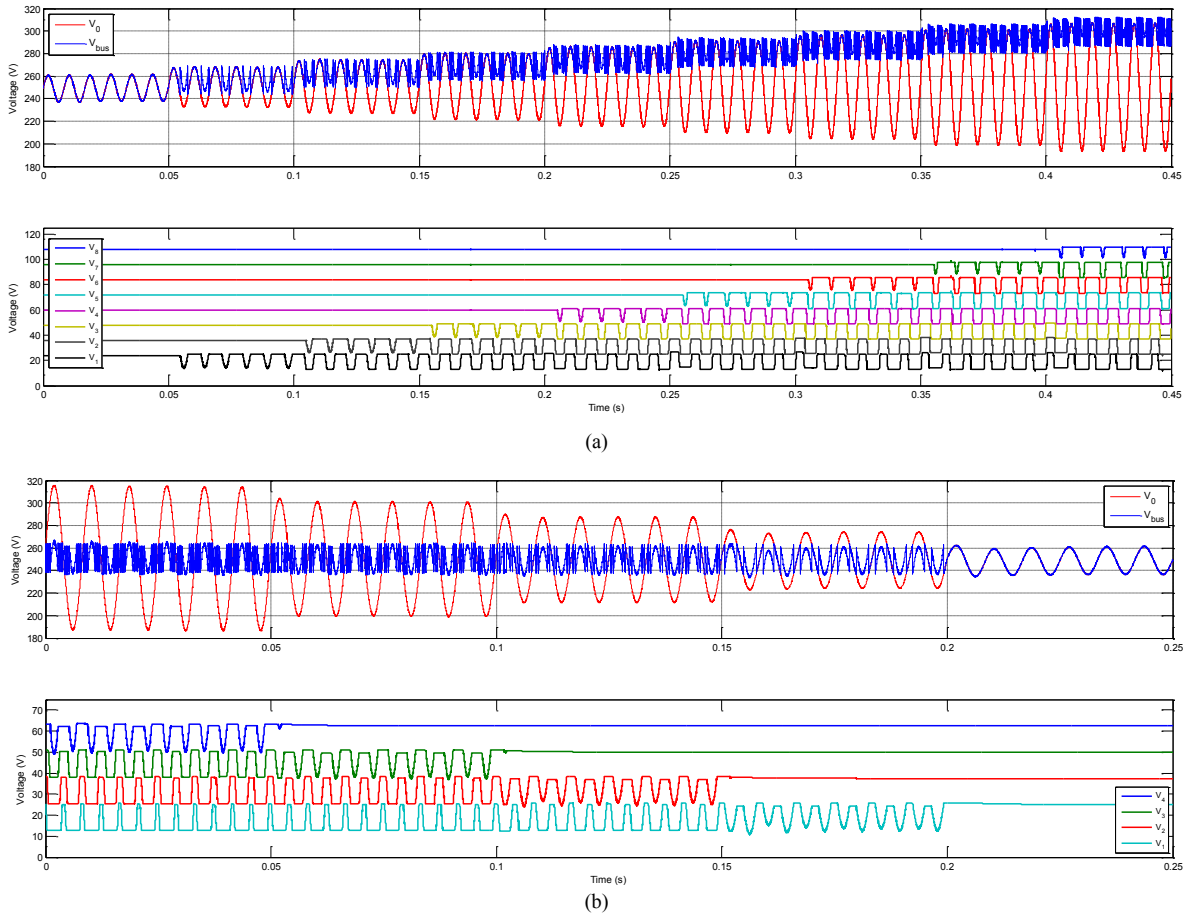 320
300
280
260
240
220
200
180
Voltage (V)
V0
Vbus
0 0.05 0.1 0.15 0.2 0.25 0.3 0.35 0.4 0.45
120
100
80
60
40
20
0
Voltage (V)
V8
V7
V6
V5
V4
V3
V2
V1
0 0.05 0.1 0.15 0.2 0.25 0.3 0.35 0.4 0.45
Time (s)
(a)
320
300
280
260
240
220
200
180
Voltage (V)
V0
Vbus
0 0.05 0.1 0.15 0.2 0.25
70
60
50
40
30
20
10
0
Voltage (V)
V4
V3
V2
V1
0 0.05 0.1 0.15 0.2 0.25
Time (s)
(b)